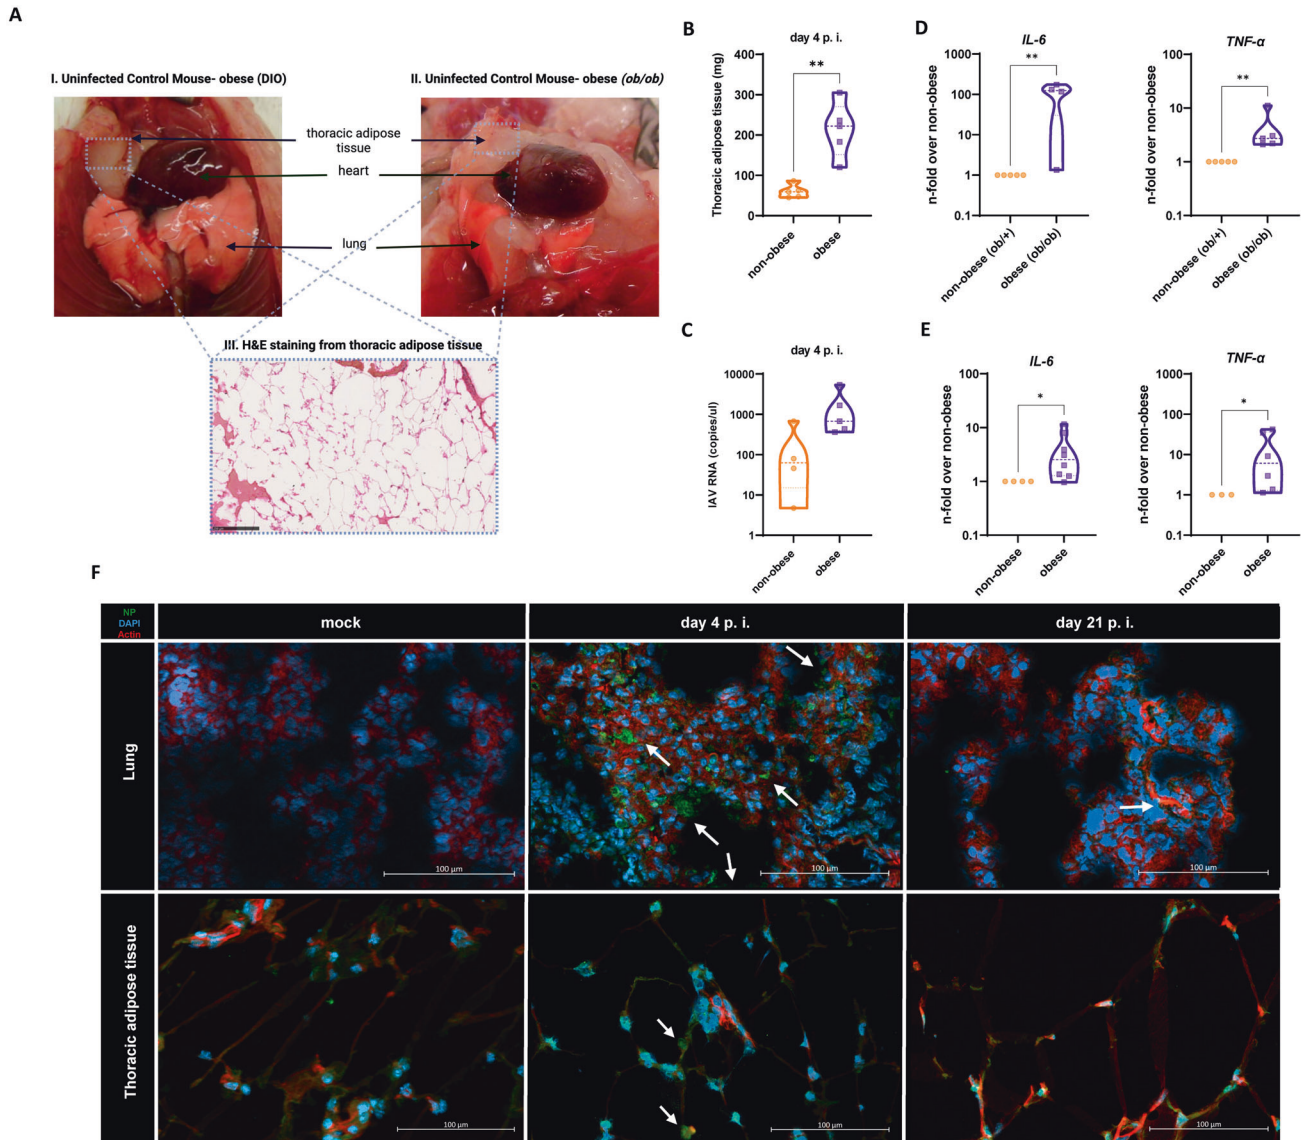 A
I. Uninfected Control Mouse- obese (DIO)
II. Uninfected Control Mouse- obese (ob/ob)
thoracic adipose
tissue
heart
lung
III. H&E staining from thoracic adipose tissue
B
day 4 p. i.
Thoracic adipose tissue (mg)
400
300
200
100
0
**
non-obese
obese
C
day 4 p. i.
IAV RNA (copies/ul)
10000
1000
100
10
1
non-obese
obese
D
IL-6
n-fold over non-obese
1000
100
10
1
0.1
**
non-obese (ob/+)
obese (ob/ob)
TNF-α
n-fold over non-obese
100
10
1
0.1
**
non-obese (ob/+)
obese (ob/ob)
E
IL-6
n-fold over non-obese
100
10
1
0.1
*
non-obese
obese
TNF-α
n-fold over non-obese
100
10
1
0.1
*
non-obese
obese
F
NP
DAPI
Actin
mock
day 4 p. i.
day 21 p. i.
Lung
100 µm
100 µm
100 µm
Thoracic adipose tissue
100 µm
100 µm
100 µm